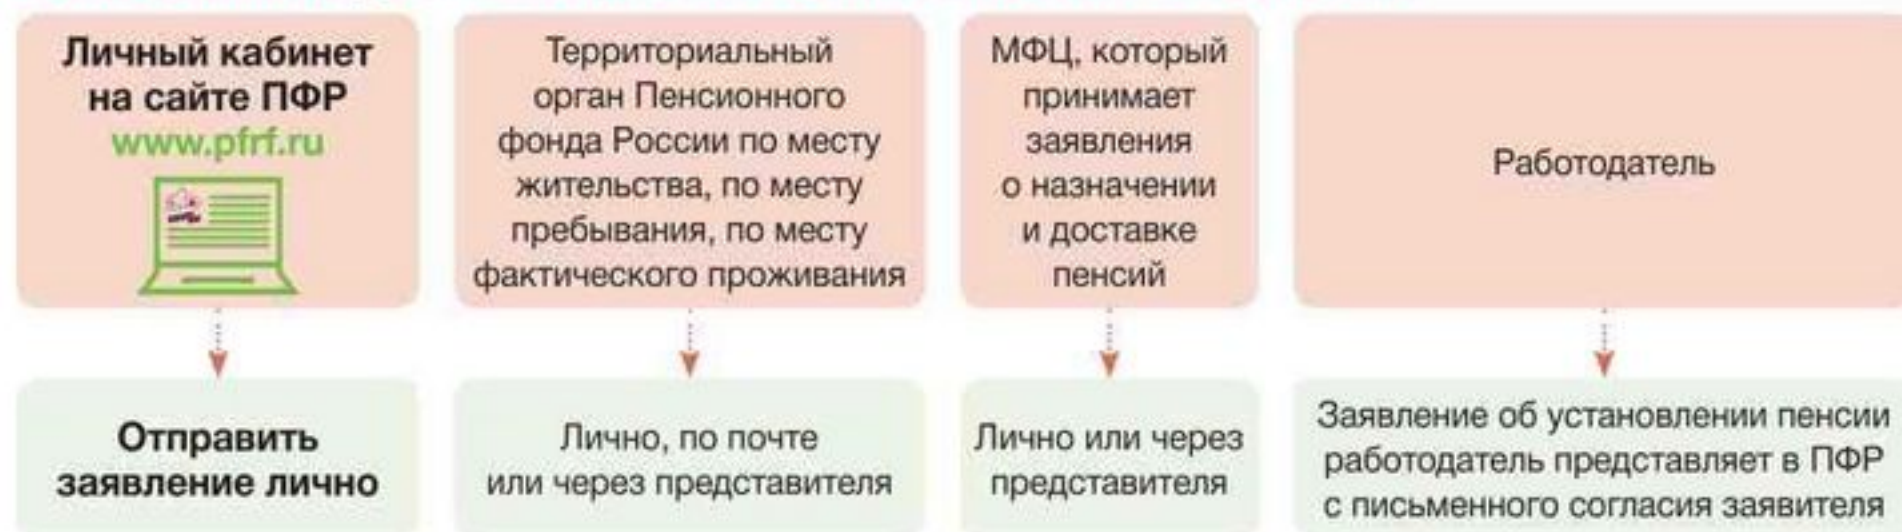 Личный кабинет
на сайте ПФР
www.pfrf.ru
Территориальный
орган Пенсионного
фонда России по месту
жительства, по месту
пребывания, по месту
фактического проживания
МФЦ, который
принимает
заявления
о назначении
и доставке
пенсий
Работодатель
Отправить
заявление лично
Лично, по почте
или через представителя
Лично или через
представителя
Заявление об установлении пенсии
работодатель представляет в ПФР
с письменного согласия заявителя